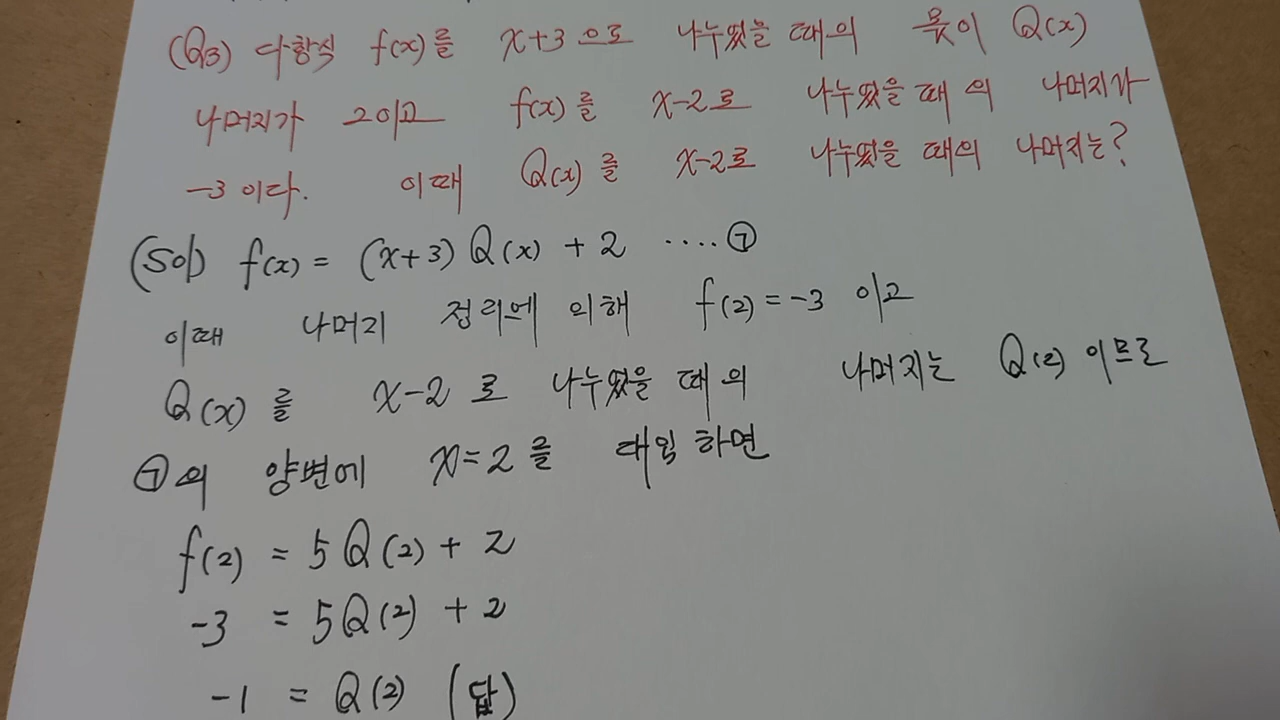 (Q3) 다항식 f(x)를 x+3으로 나누었을 때의 몫이 Q(x)
나머지가 2이고 f(x)를 x-2로 나누었을 때의 나머지가
-3이다. 이때 Q(x)를 x-2로 나누었을 때의 나머지는?
(Sol) f(x) = (x+3) Q(x) + 2 ····㉠
이때 나머지 정리에 의해 f(2) = -3 이고
Q(x)를 x-2로 나누었을 때의 나머지는 Q(2) 이므로
㉠의 양변에 x=2를 대입하면
f(2) = 5Q(2) + 2
-3 = 5Q(2) + 2
-1 = Q(2) (답)